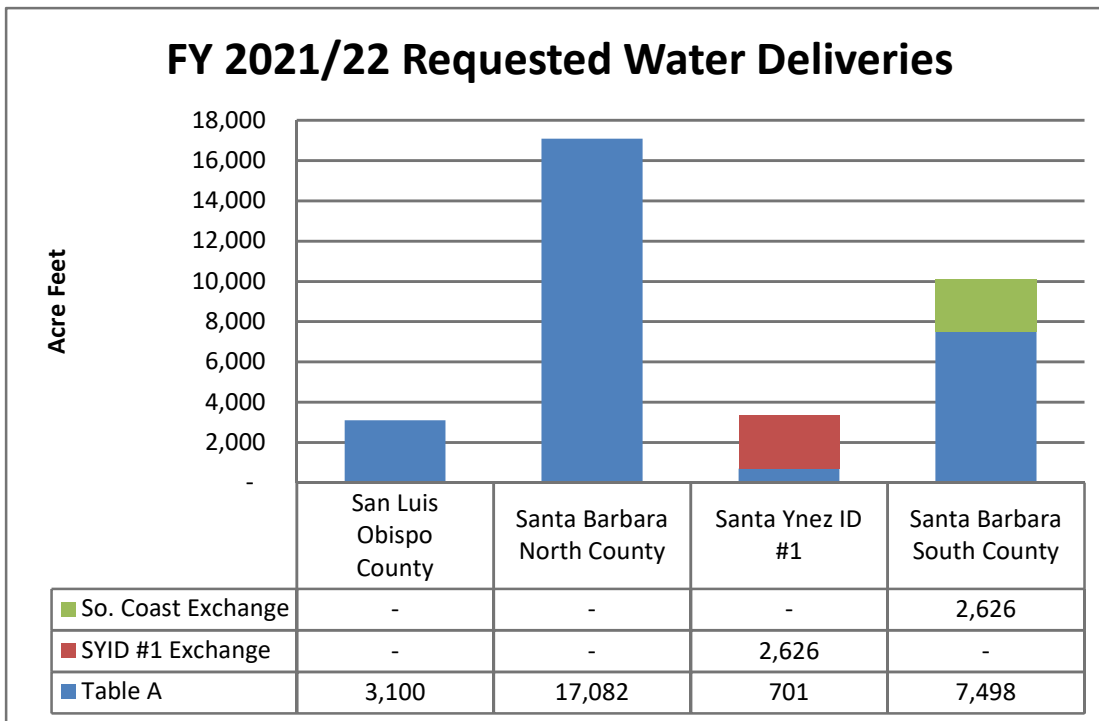 FY 2021/22 Requested Water Deliveries
18,000
16,000
14,000
12,000
10,000
8,000
6,000
4,000
2,000
-
Acre Feet
San Luis
Obispo
County
Santa Barbara
North County
Santa Ynez ID
#1
Santa Barbara
South County
So. Coast Exchange - - - 2,626
SYID #1 Exchange - - 2,626 -
Table A 3,100 17,082 701 7,498